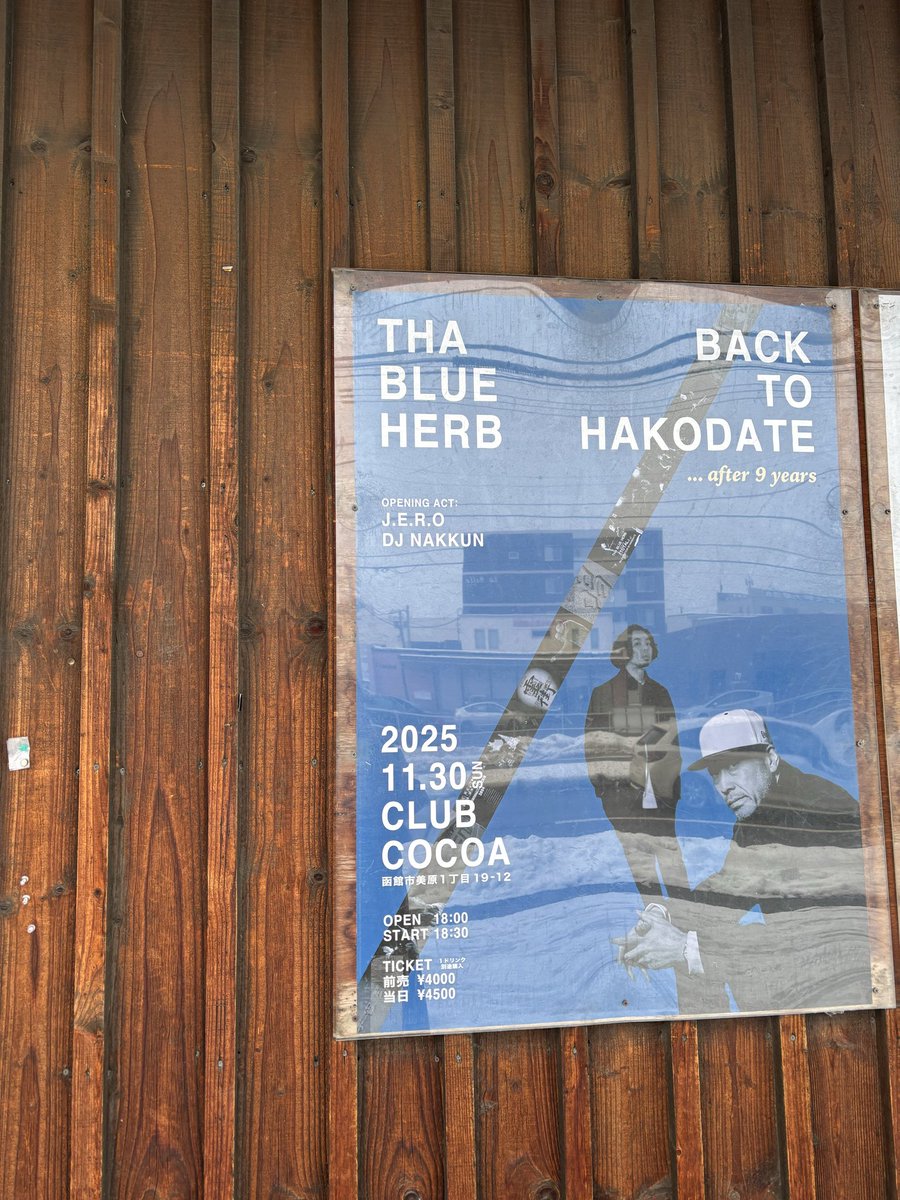 THA
BLUE
HERB
BACK
TO
HAKODATE
... after 9 years
OPENING ACT:
J.E.R.O
DJ NAKKUN
2025
11.30 SUN
CLUB
COCOA
函館市美原1丁目19-12
OPEN 18:00
START 18:30
TICKET 1ドリンク
別途購入
前売 ¥4000
当日 ¥4500